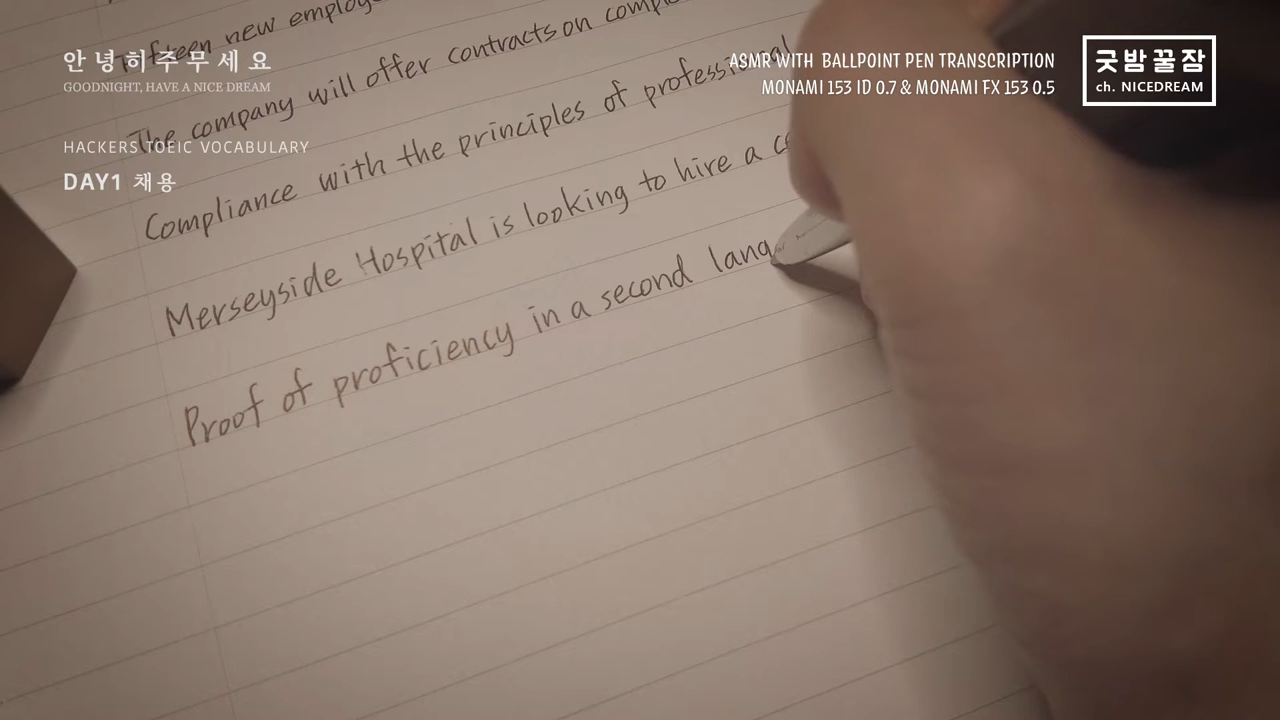 안녕히주무세요
GOODNIGHT, HAVE A NICE DREAM
HACKERS TOEIC VOCABULARY
DAY1 채용
ASMR WITH BALLPOINT PEN TRANSCRIPTION
MONAMI 153 ID 0.7 & MONAMI FX 153 0.5
굿밤꿀잠
ch. NICEDREAM
Fifteen new employ
The company will offer contracts on comp
Compliance with the principles of professional
Merseyside Hospital is looking to hire a
Proof of proficiency in a second lang